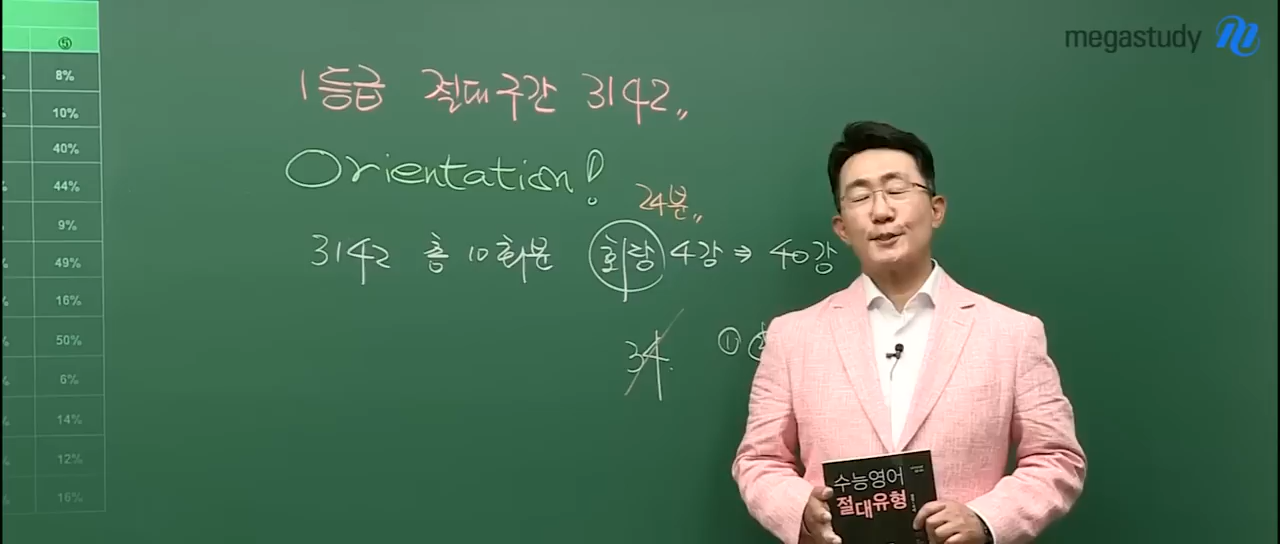 megastudy
⑤
8%
10%
40%
44%
9%
49%
16%
50%
6%
14%
12%
16%
1등급 절대구간 3142〃
Orientation!
24분〃
3142 총 10회분 회당 4강 ⇒ 40강
34
①
수능영어
절대유형